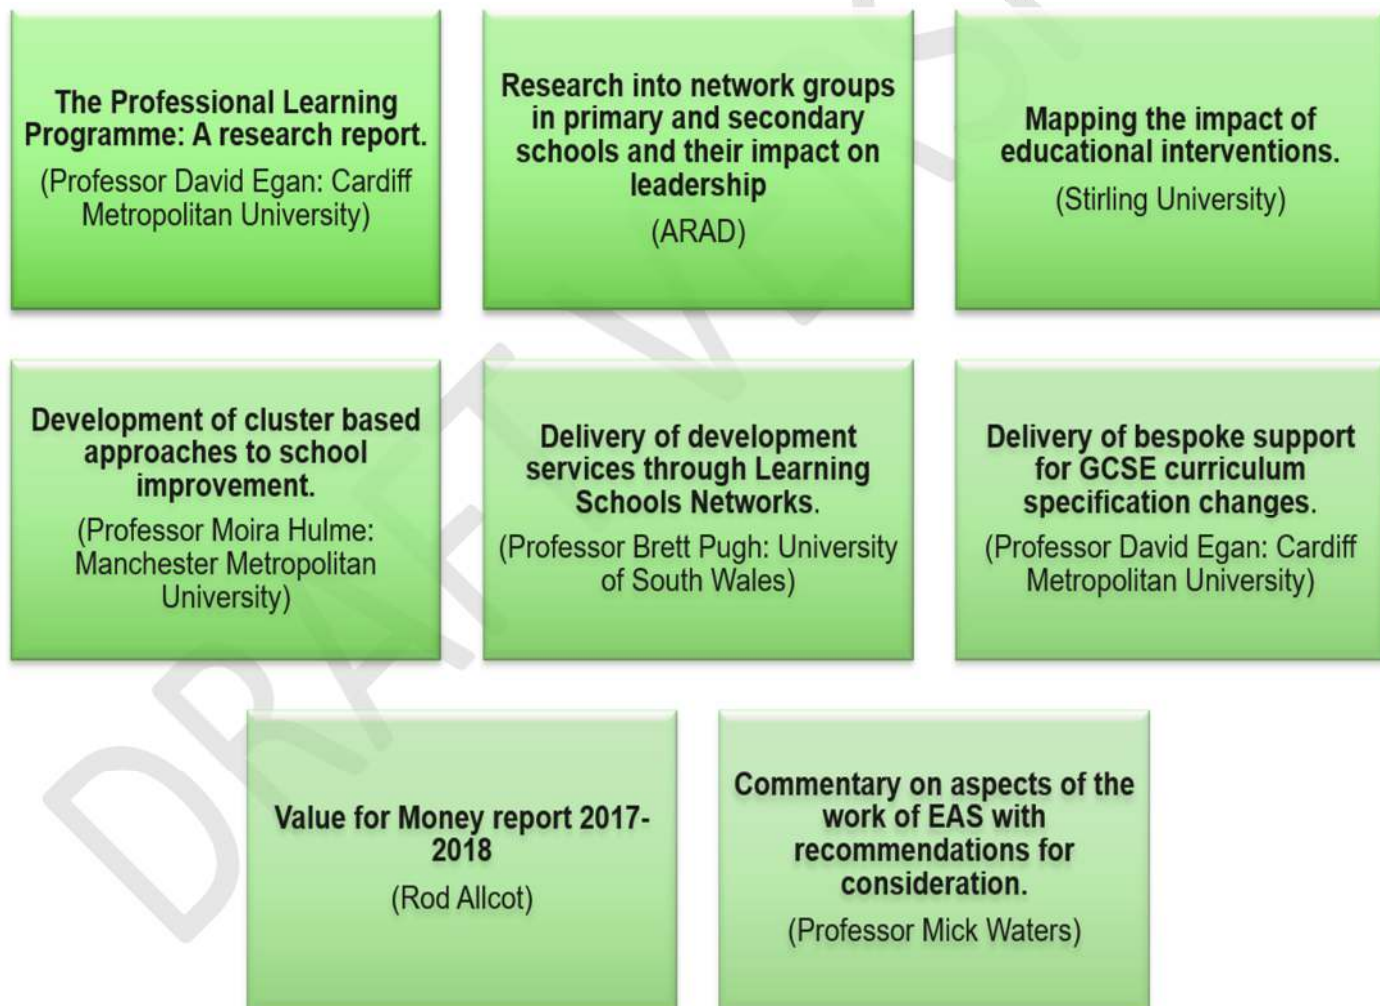 The Professional Learning
Programme: A research report.
(Professor David Egan: Cardiff
Metropolitan University)
Research into network groups
in primary and secondary
schools and their impact on
leadership
(ARAD)
Mapping the impact of
educational interventions.
(Stirling University)
Development of cluster based
approaches to school
improvement.
(Professor Moira Hulme:
Manchester Metropolitan
University)
Delivery of development
services through Learning
Schools Networks.
(Professor Brett Pugh: University
of South Wales)
Delivery of bespoke support
for GCSE curriculum
specification changes.
(Professor David Egan: Cardiff
Metropolitan University)
Value for Money report 2017-
2018
(Rod Allcot)
Commentary on aspects of the
work of EAS with
recommendations for
consideration.
(Professor Mick Waters)
DRAFT VERS